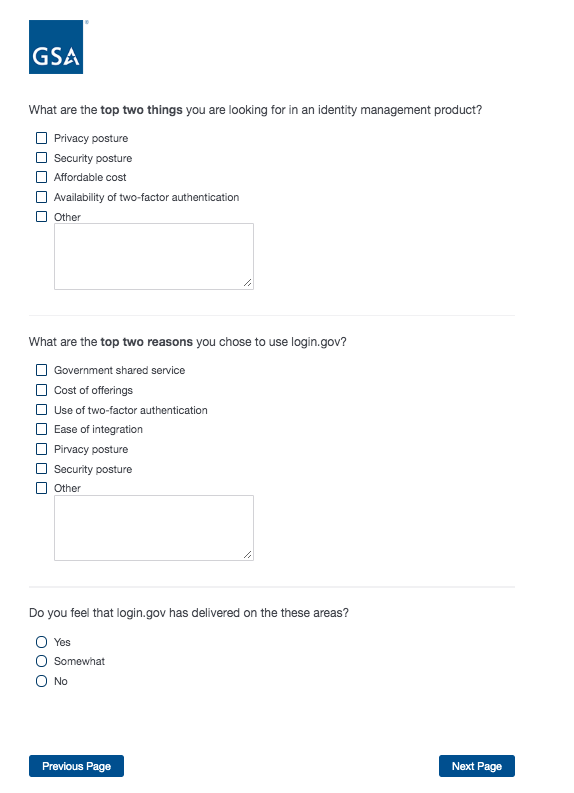 GSA
®
What are the top two things you are looking for in an identity management product?
Privacy posture
Security posture
Affordable cost
Availability of two-factor authentication
Other
What are the top two reasons you chose to use login.gov?
Government shared service
Cost of offerings
Use of two-factor authentication
Ease of integration
Pirvacy posture
Security posture
Other
Do you feel that login.gov has delivered on the these areas?
Yes
Somewhat
No
Previous Page
Next Page